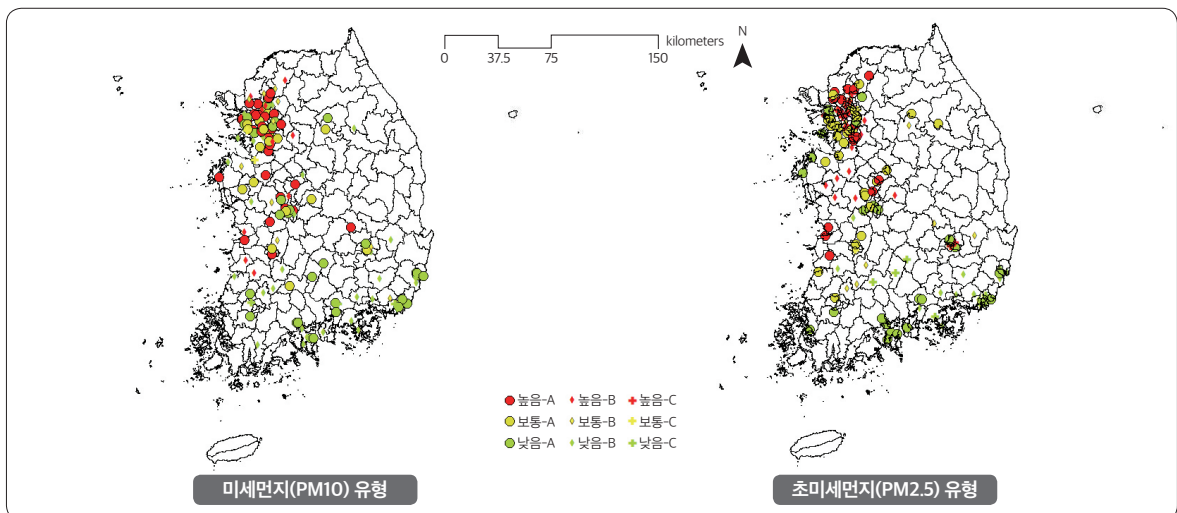 kilometers
0 37.5 75 150
N
높음-A 높음-B 높음-C
보통-A 보통-B 보통-C
낮음-A 낮음-B 낮음-C
미세먼지(PM10) 유형
초미세먼지(PM2.5) 유형